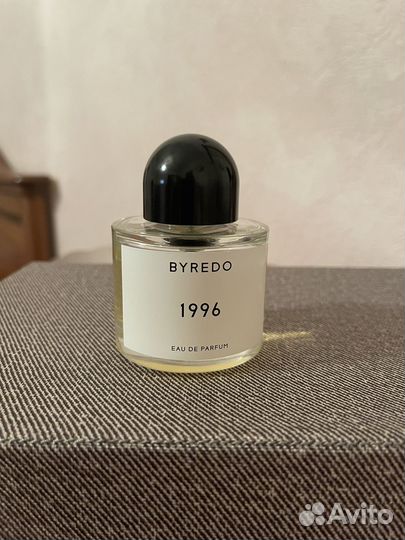 BYREDO
1996
EAU DE PARFUM
Avito